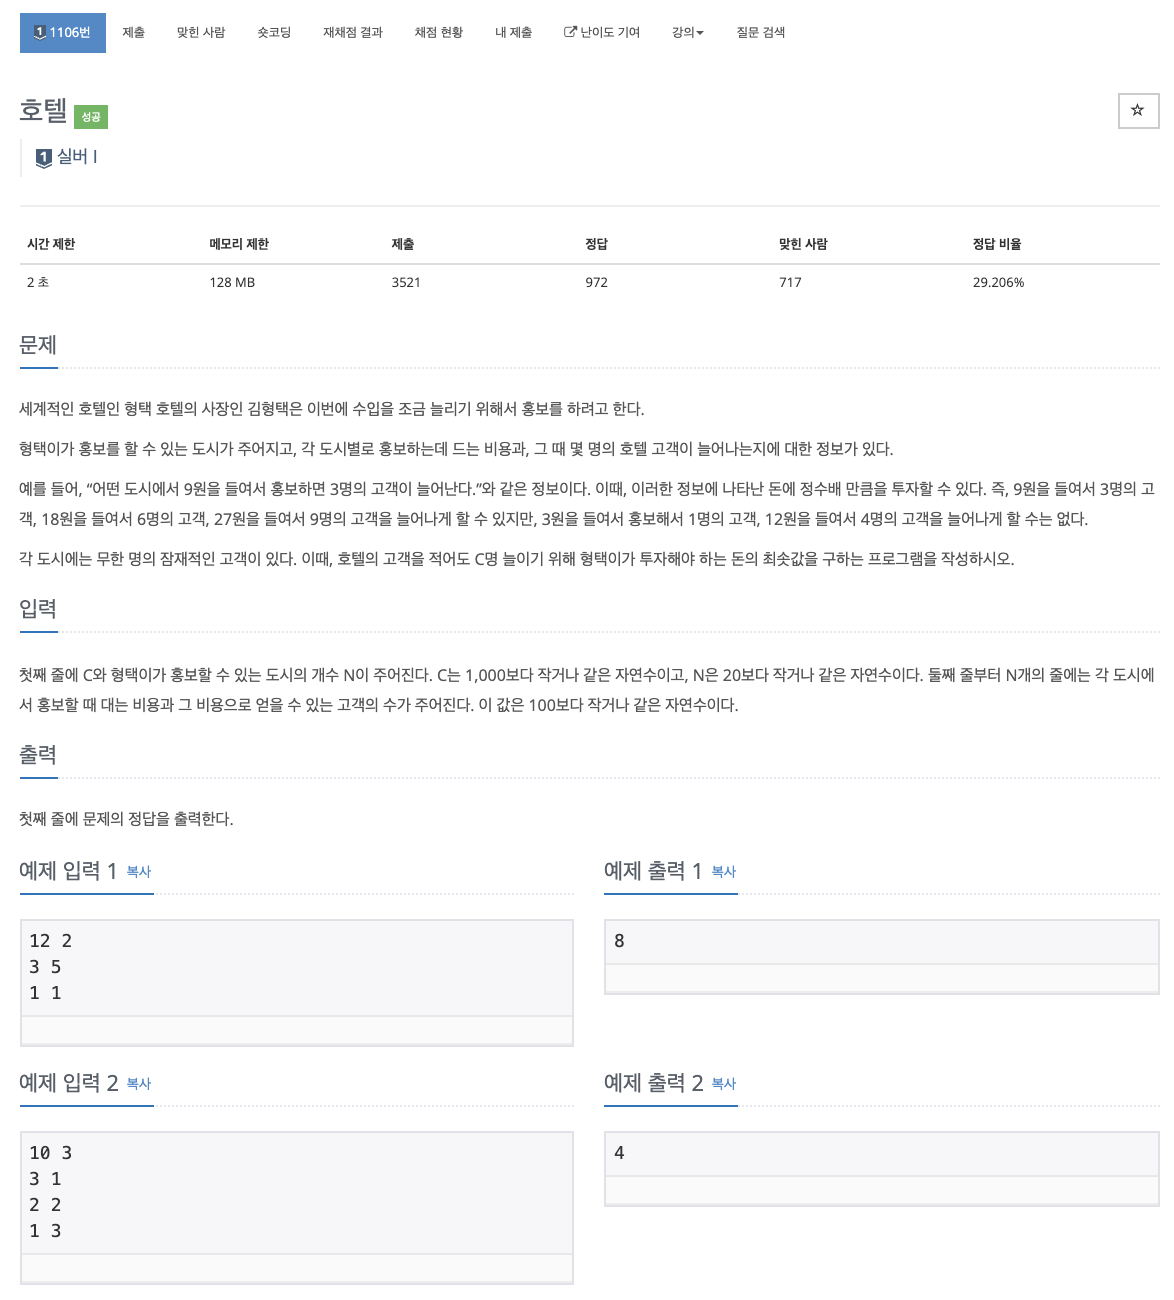 1 1106번 제출 맞힌 사람 숏코딩 재채점 결과 채점 현황 내 제출 난이도 기여 강의 질문 검색
호텔 성공
1 실버 I
시간 제한 메모리 제한 제출 정답 맞힌 사람 정답 비율
2 초 128 MB 3521 972 717 29.206%
문제
세계적인 호텔인 형택 호텔의 사장인 김형택은 이번에 수입을 조금 늘리기 위해서 홍보를 하려고 한다.
형택이가 홍보를 할 수 있는 도시가 주어지고, 각 도시별로 홍보하는데 드는 비용과, 그 때 몇 명의 호텔 고객이 늘어나는지에 대한 정보가 있다.
예를 들어, “어떤 도시에서 9원을 들여서 홍보하면 3명의 고객이 늘어난다.”와 같은 정보이다. 이때, 이러한 정보에 나타난 돈에 정수배 만큼을 투자할 수 있다. 즉, 9원을 들여서 3명의 고
객, 18원을 들여서 6명의 고객, 27원을 들여서 9명의 고객을 늘어나게 할 수 있지만, 3원을 들여서 홍보해서 1명의 고객, 12원을 들여서 4명의 고객을 늘어나게 할 수는 없다.
각 도시에는 무한 명의 잠재적인 고객이 있다. 이때, 호텔의 고객을 적어도 C명 늘이기 위해 형택이가 투자해야 하는 돈의 최솟값을 구하는 프로그램을 작성하시오.
입력
첫째 줄에 C와 형택이가 홍보할 수 있는 도시의 개수 N이 주어진다. C는 1,000보다 작거나 같은 자연수이고, N은 20보다 작거나 같은 자연수이다. 둘째 줄부터 N개의 줄에는 각 도시에
서 홍보할 때 대는 비용과 그 비용으로 얻을 수 있는 고객의 수가 주어진다. 이 값은 100보다 작거나 같은 자연수이다.
출력
첫째 줄에 문제의 정답을 출력한다.
예제 입력 1 복사
12 2
3 5
1 1
예제 출력 1 복사
8
예제 입력 2 복사
10 3
3 1
2 2
1 3
예제 출력 2 복사
4